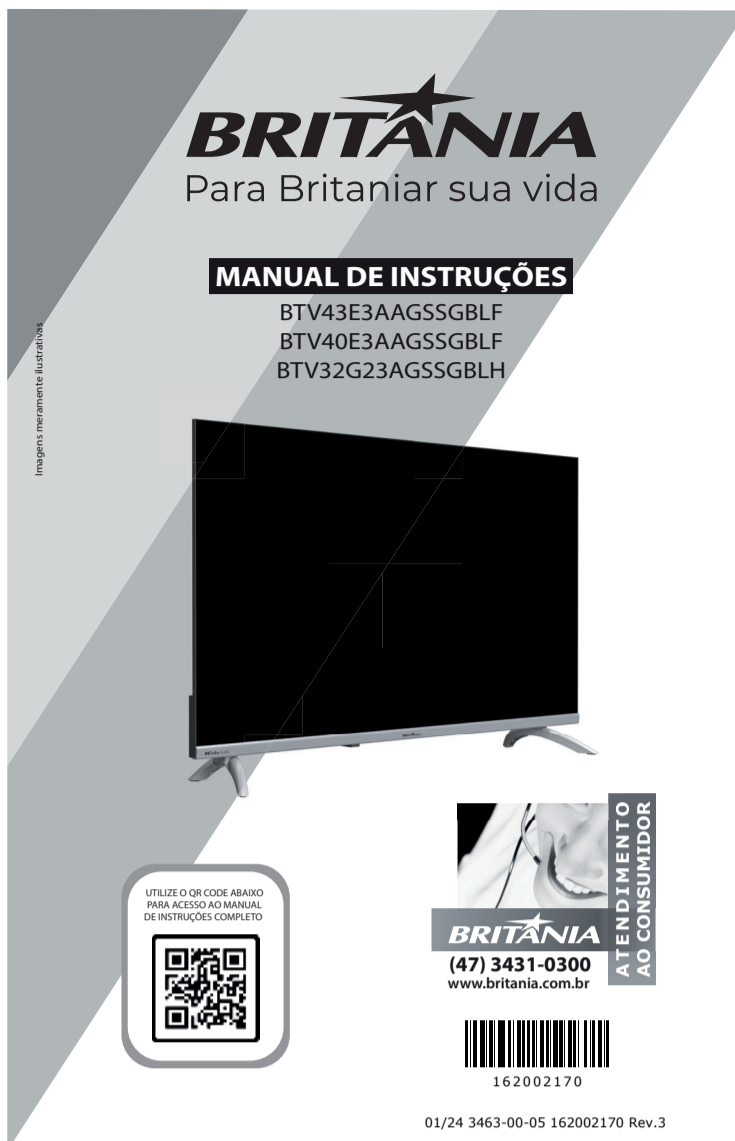 BRITÂNIA
Para Britaniar sua vida
MANUAL DE INSTRUÇÕES
BTV43E3AAGSSGBLF
BTV40E3AAGSSGBLF
BTV32G23AGSSGBLH
Imagens meramente ilustrativas
UTILIZE O QR CODE ABAIXO
PARA ACESSO AO MANUAL
DE INSTRUÇÕES COMPLETO
ATENDIMENTO
AO CONSUMIDOR
BRITÂNIA
(47) 3431-0300
www.britania.com.br
162002170
01/24 3463-00-05 162002170 Rev.3